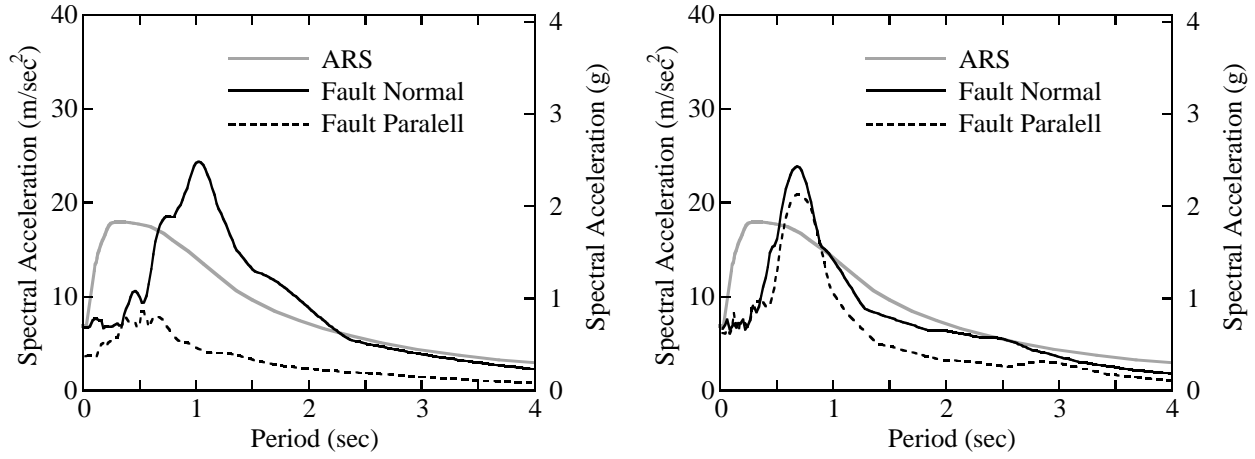 40
30
20
10
0
Spectral Acceleration (m/sec2)
ARS
Fault Normal
Fault Paralell
4
3
2
1
0
Spectral Acceleration (g)
0 1 2 3 4
Period (sec)
40
30
20
10
0
Spectral Acceleration (m/sec2)
ARS
Fault Normal
Fault Paralell
4
3
2
1
0
Spectral Acceleration (g)
0 1 2 3 4
Period (sec)